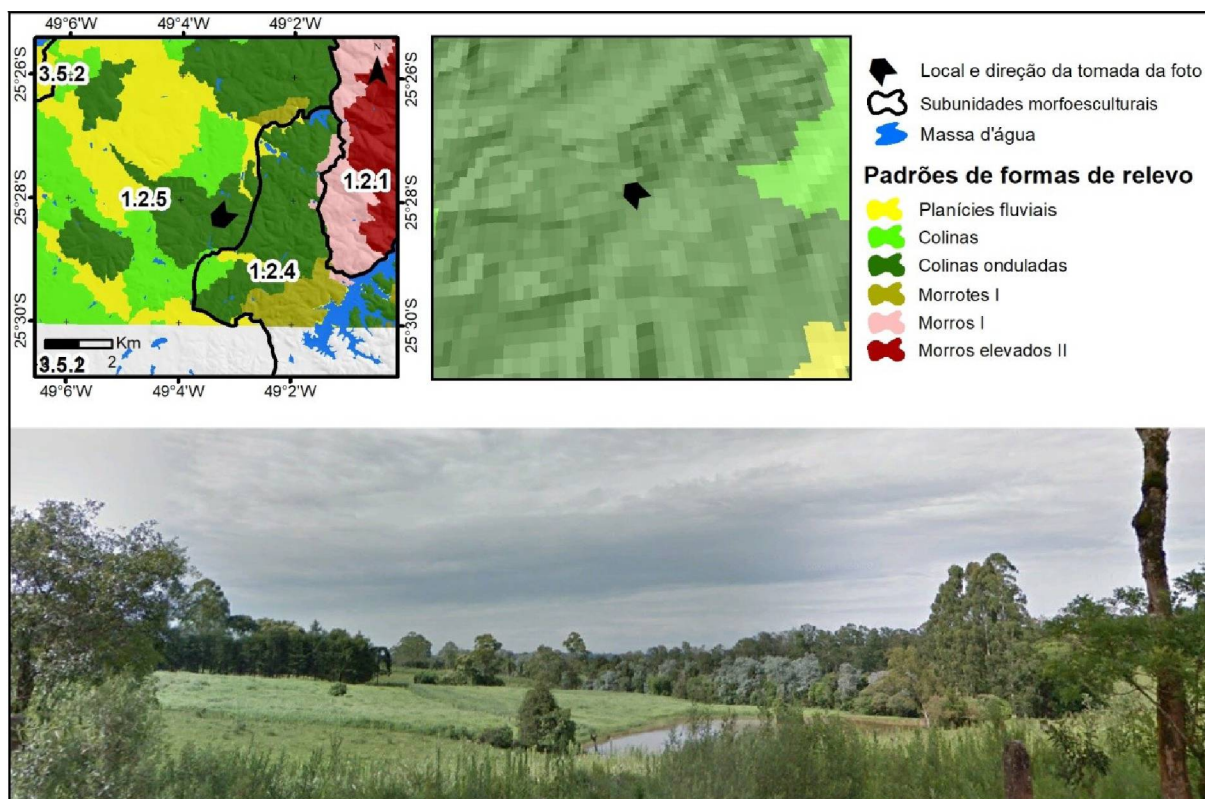 49°6'W 49°4'W 49°2'W
25°26'S
25°28'S
25°30'S
3.5.2
1.2.5
1.2.1
1.2.4
3.5.2
N
Km
2
25°26'S
25°28'S
25°30'S
49°6'W 49°4'W 49°2'W
Local e direção da tomada da foto
Subunidades morfoesculturais
Massa d'água
Padrões de formas de relevo
Planícies fluviais
Colinas
Colinas onduladas
Morrotes I
Morros I
Morros elevados II